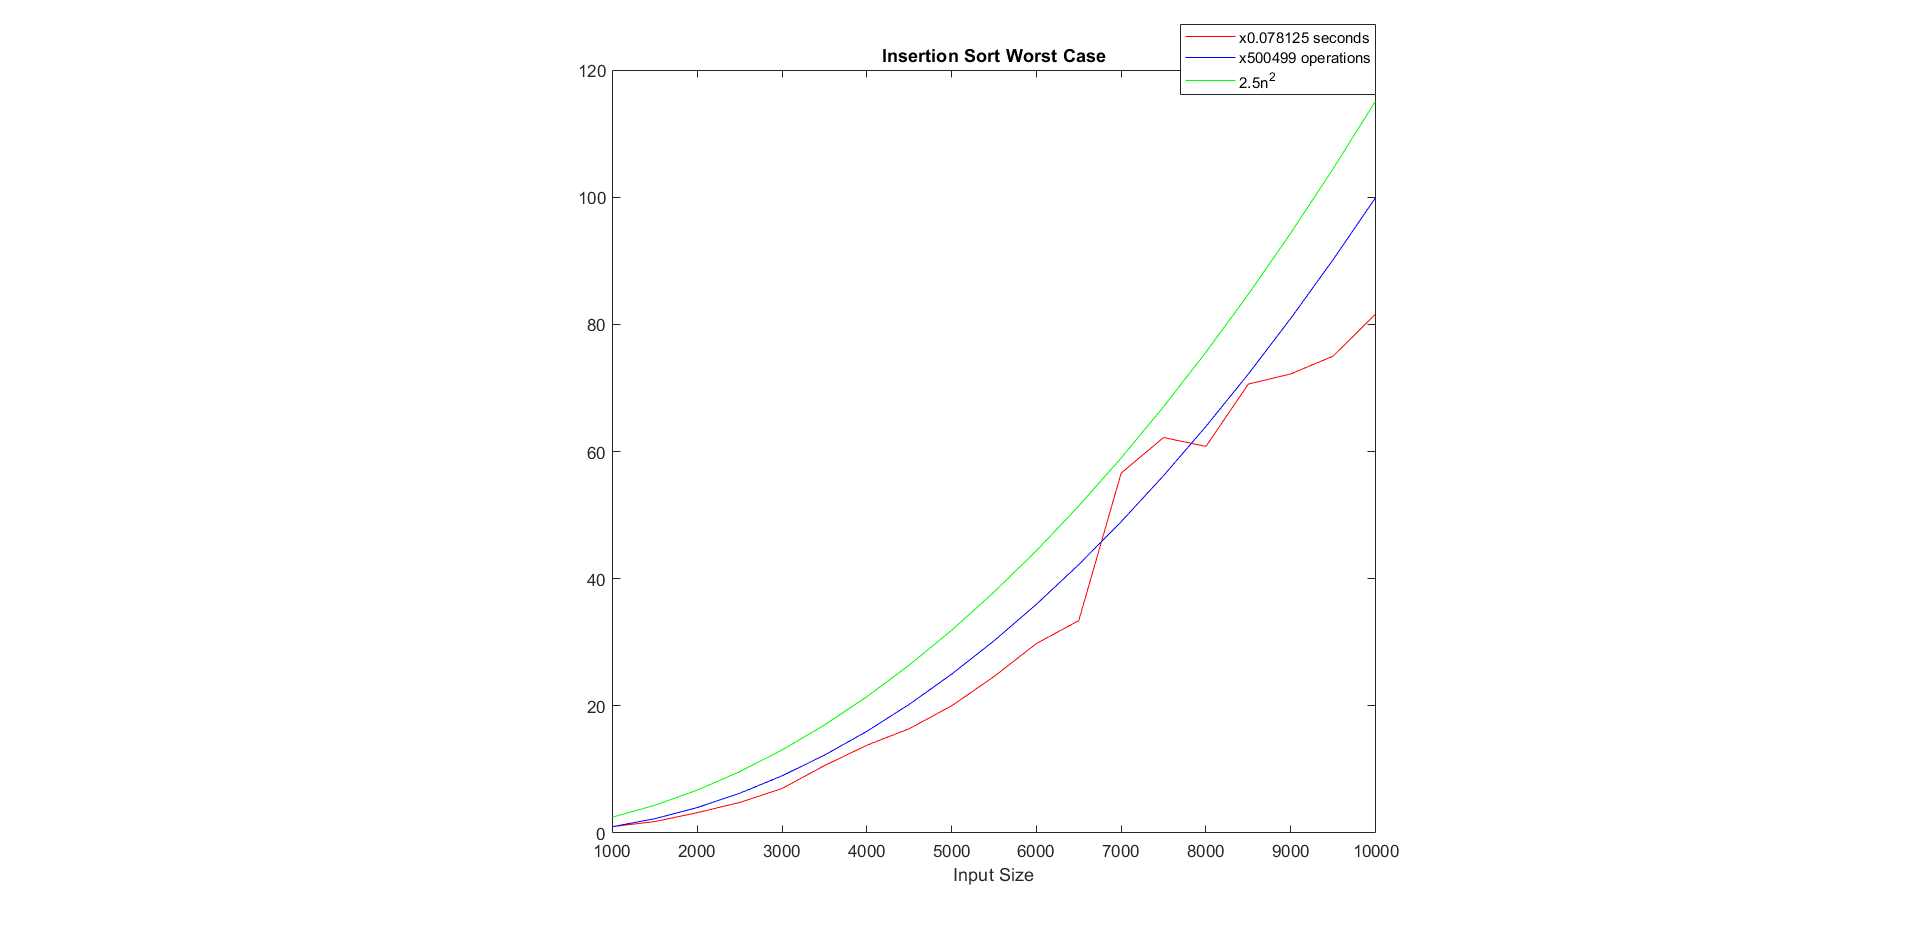 Insertion Sort Worst Case
x0.078125 seconds
x500499 operations
2.5n²
120
100
80
60
40
20
0
1000 2000 3000 4000 5000 6000 7000 8000 9000 10000
Input Size